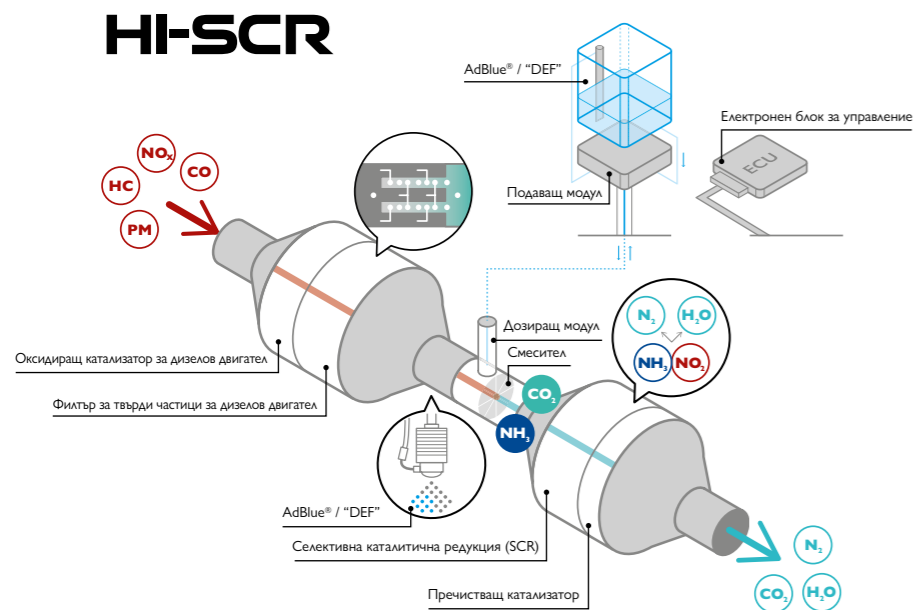 HI-SCR
AdBlue® / “DEF”
Електронен блок за управление
ECU
Подаващ модул
NOₓ
CO
HC
PM
Дозиращ модул
Смесител
N₂
H₂O
NH₃
NO₂
Оксидиращ катализатор за дизелов двигател
Филтър за твърди частици за дизелов двигател
CO₂
NH₃
AdBlue® / “DEF”
Селективна каталитична редукция (SCR)
Пречистващ катализатор
N₂
CO₂
H₂O